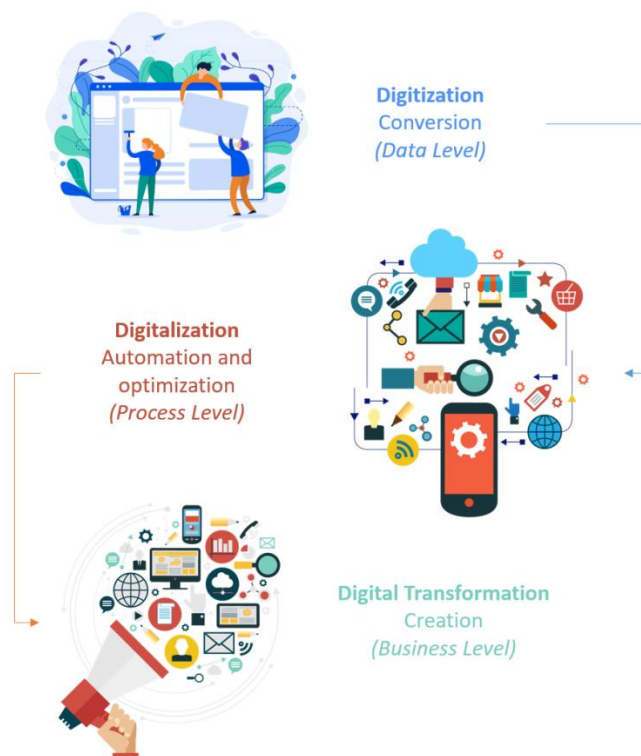 Digitization
Conversion
(Data Level)
Digitalization
Automation and
optimization
(Process Level)
Digital Transformation
Creation
(Business Level)